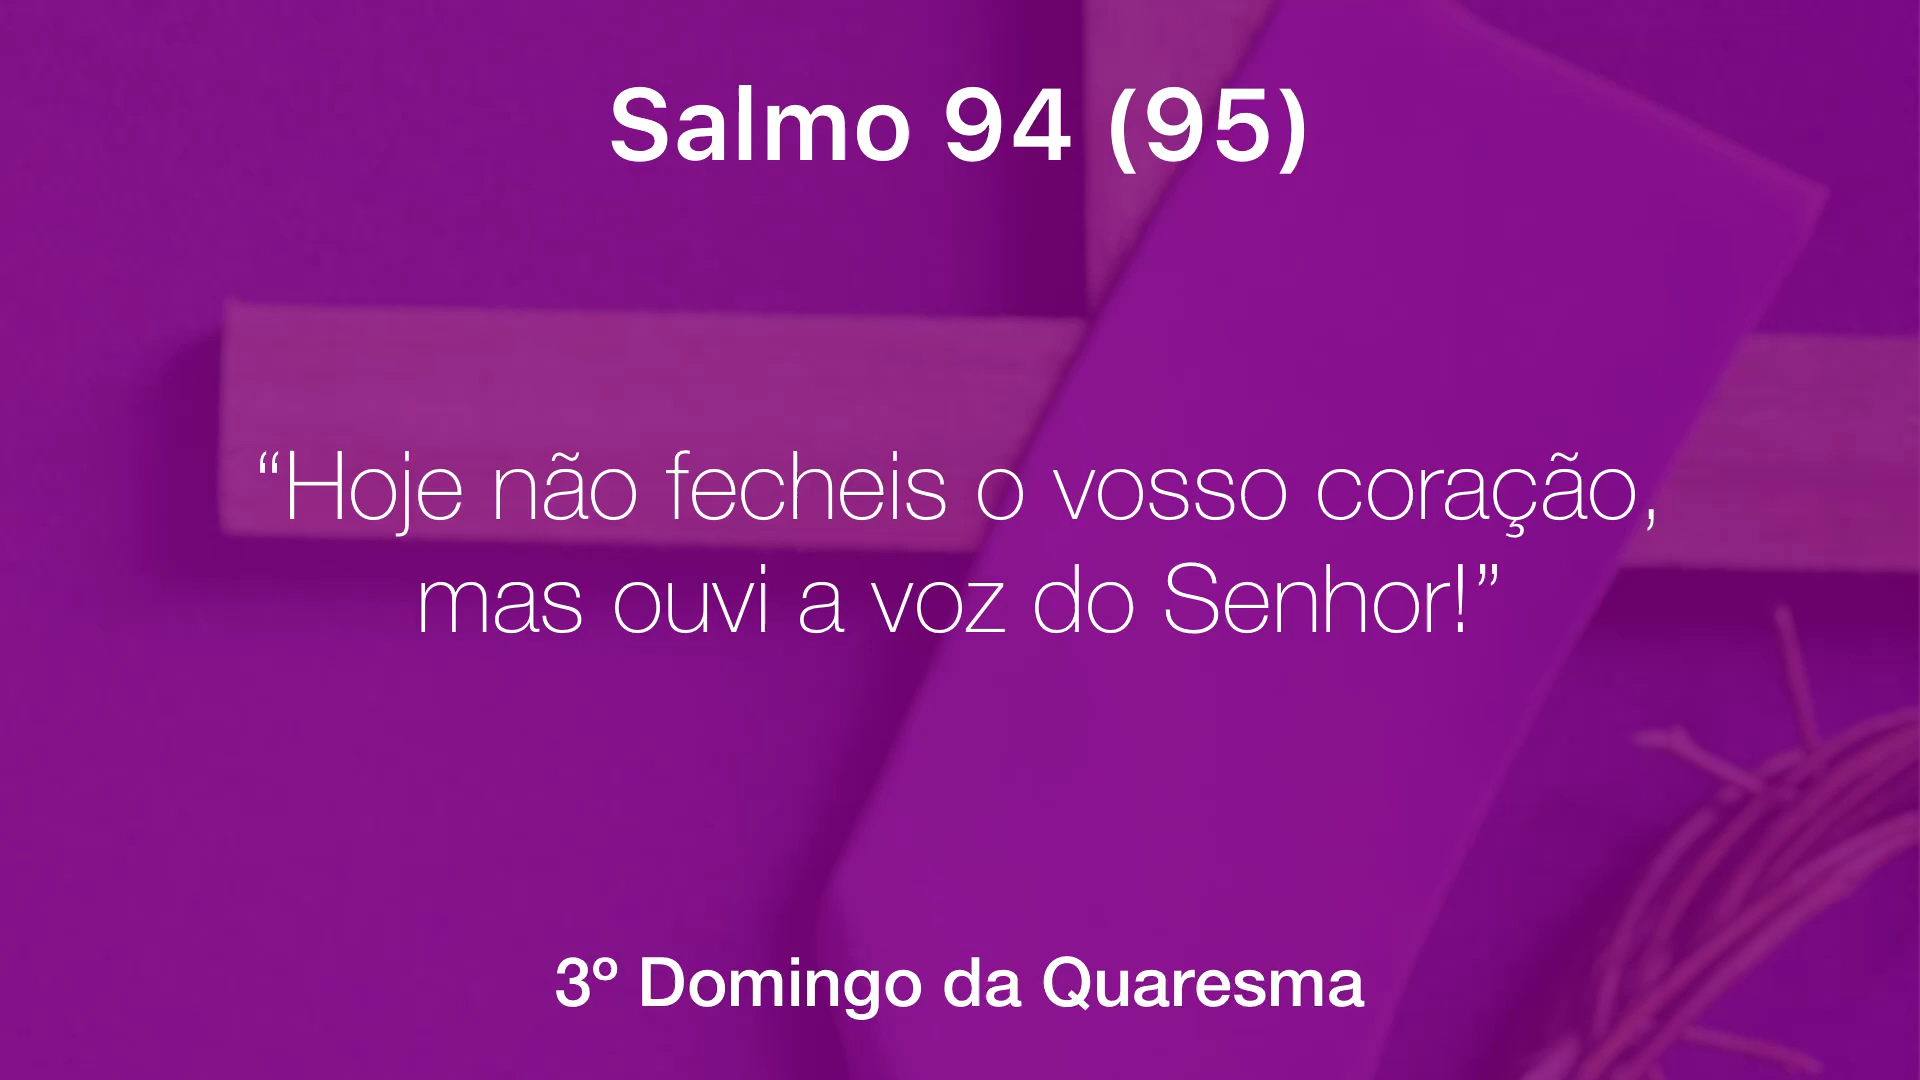 Salmo 94 (95)
“Hoje não fecheis o vosso coração,
mas ouvi a voz do Senhor!”
3º Domingo da Quaresma